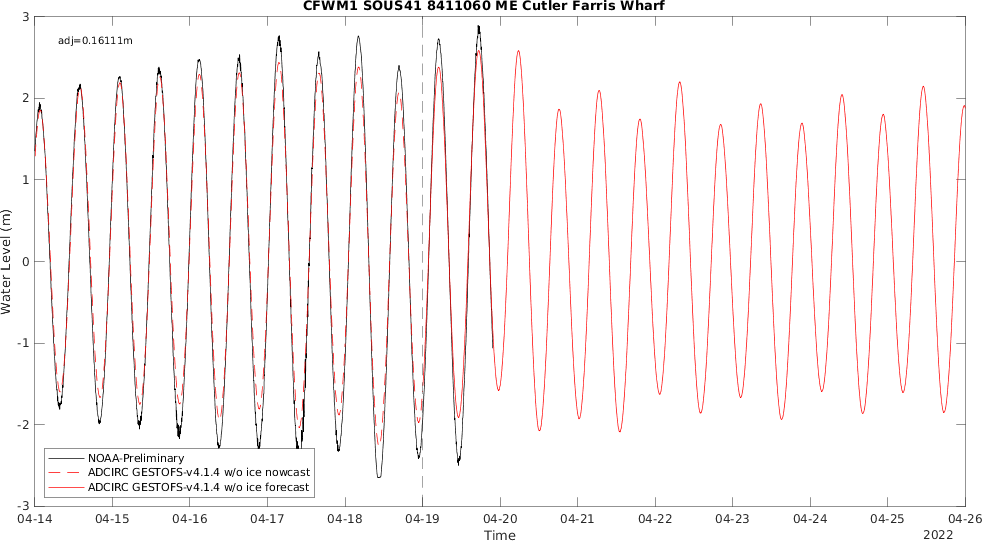 CFWM1 SOUS41 8411060 ME Cutler Farris Wharf
adj=0.16111m
3
2
1
0
-1
-2
-3
Water Level (m)
NOAA-Preliminary
ADCIRC GESTOFS-v4.1.4 w/o ice nowcast
ADCIRC GESTOFS-v4.1.4 w/o ice forecast
04-14 04-15 04-16 04-17 04-18 04-19 04-20 04-21 04-22 04-23 04-24 04-25 04-26
Time
2022